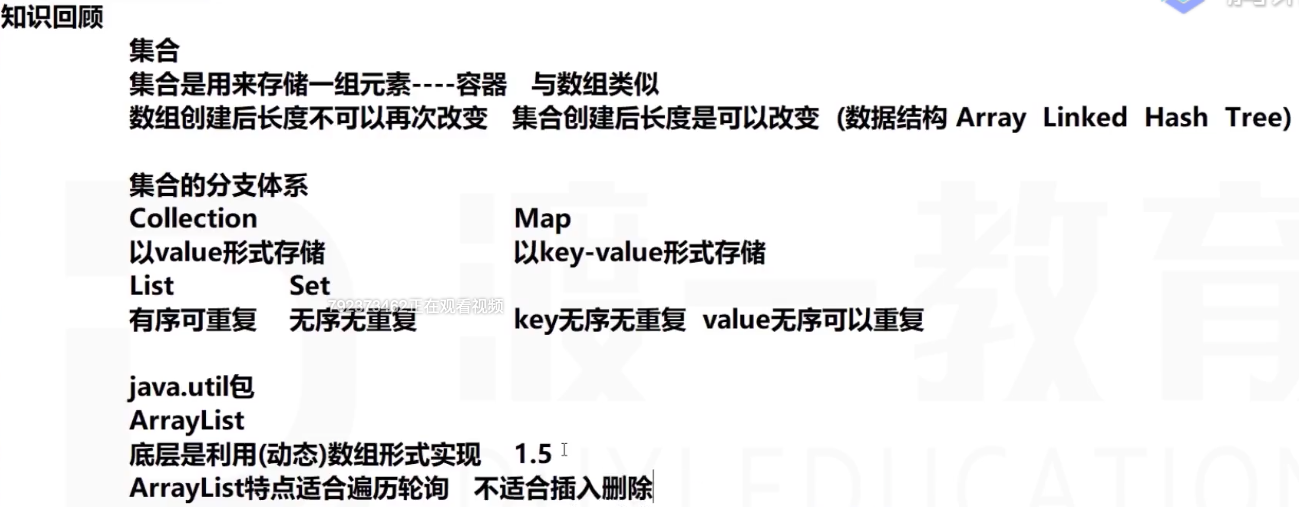 知识回顾
集合
集合是用来存储一组元素----容器 与数组类似
数组创建后长度不可以再次改变 集合创建后长度是可以改变 (数据结构 Array Linked Hash Tree)
集合的分支体系
Collection Map
以value形式存储 以key-value形式存储
List Set
792373462正在观看视频
有序可重复 无序无重复 key无序无重复 value无序可以重复
java.util包
ArrayList
底层是利用(动态)数组形式实现 1.5
ArrayList特点适合遍历轮询 不适合插入删除
渡一教育
EDUCATION